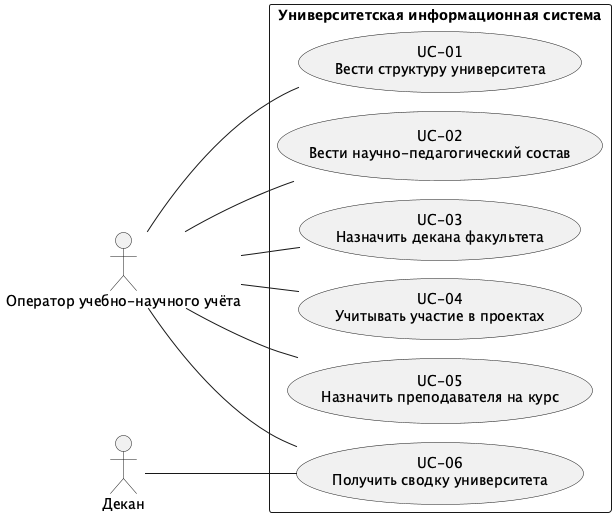 Университетская информационная система
UC-01
Вести структуру университета
UC-02
Вести научно-педагогический состав
UC-03
Назначить декана факультета
Оператор учебно-научного учёта
UC-04
Учитывать участие в проектах
UC-05
Назначить преподавателя на курс
UC-06
Получить сводку университета
Декан